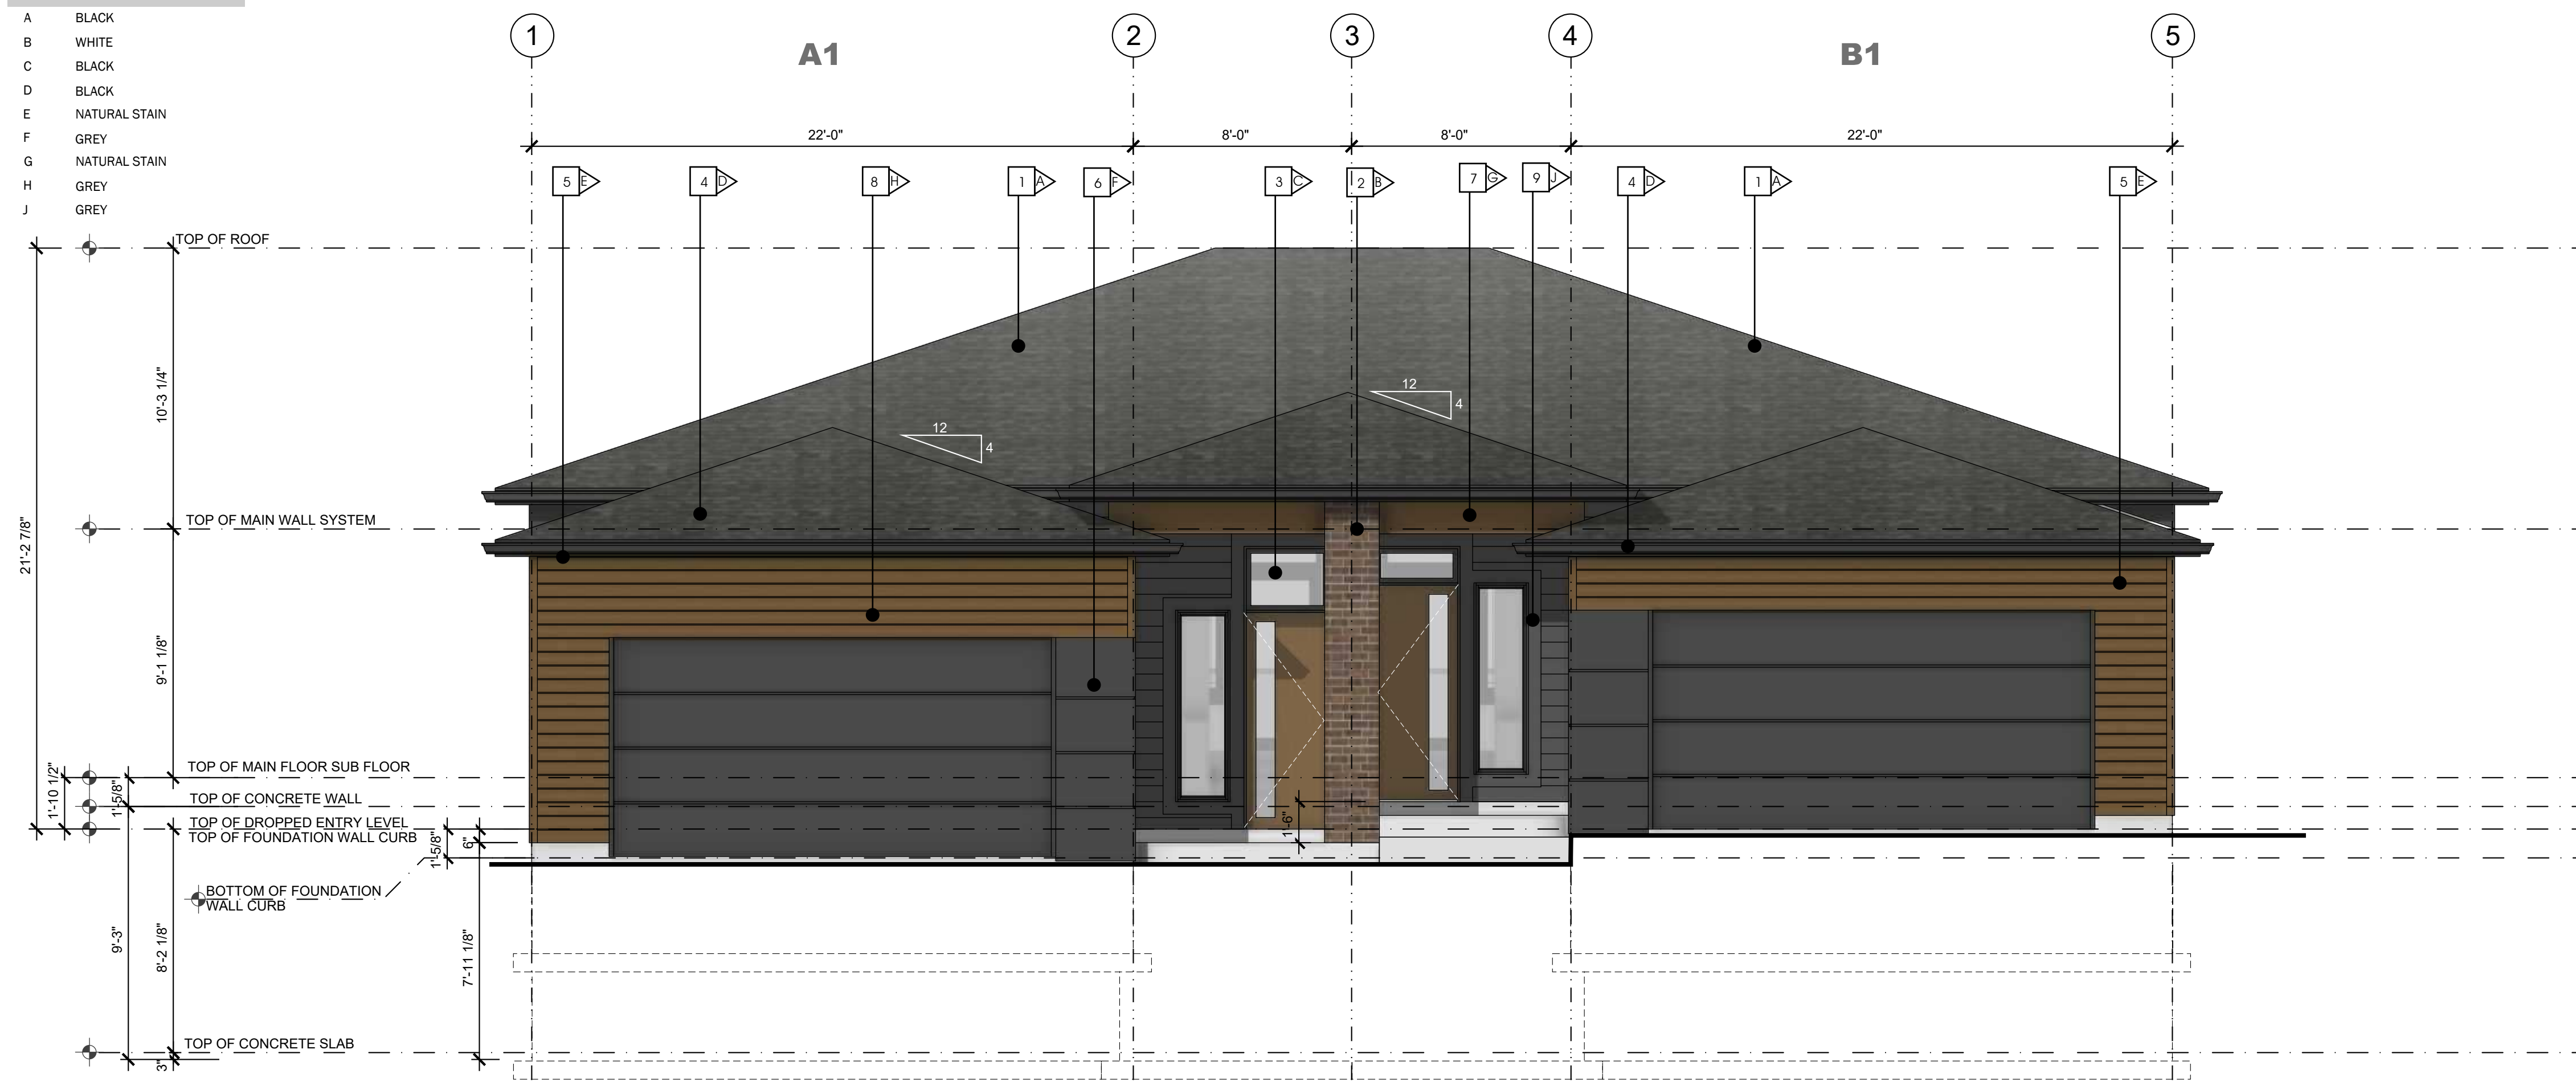 A BLACK
B WHITE
C BLACK
D BLACK
E NATURAL STAIN
F GREY
G NATURAL STAIN
H GREY
J GREY
1 2 3 4 5
A1 B1
22'-0" 8'-0" 8'-0" 22'-0"
5 E 4 D 8 H 1 A 6 F 3 C 2 B 7 G 9 J 4 D 1 A 5 E
TOP OF ROOF
10'-3 1/4"
12
4
12
4
TOP OF MAIN WALL SYSTEM
21'-2 7/8"
9'-1 1/8"
TOP OF MAIN FLOOR SUB FLOOR
1'-10 1/2"
1'-5/8"
TOP OF CONCRETE WALL
TOP OF DROPPED ENTRY LEVEL
TOP OF FOUNDATION WALL CURB
1'-5/8"
6"
1'-6"
BOTTOM OF FOUNDATION
WALL CURB
9'-3"
8'-2 1/8"
7'-11 1/8"
TOP OF CONCRETE SLAB
3"